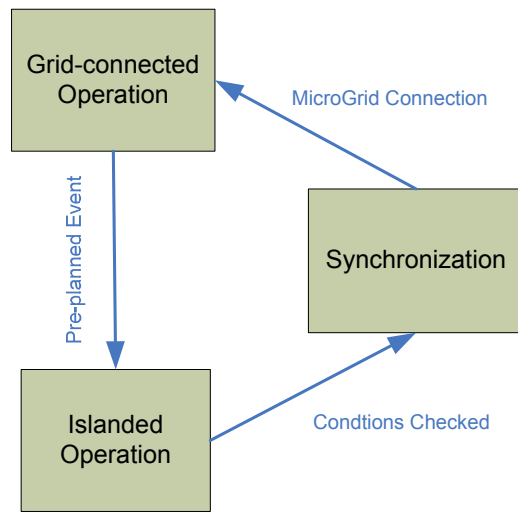 Grid-connected
Operation
MicroGrid Connection
Pre-planned Event
Synchronization
Islanded
Operation
Condtions Checked